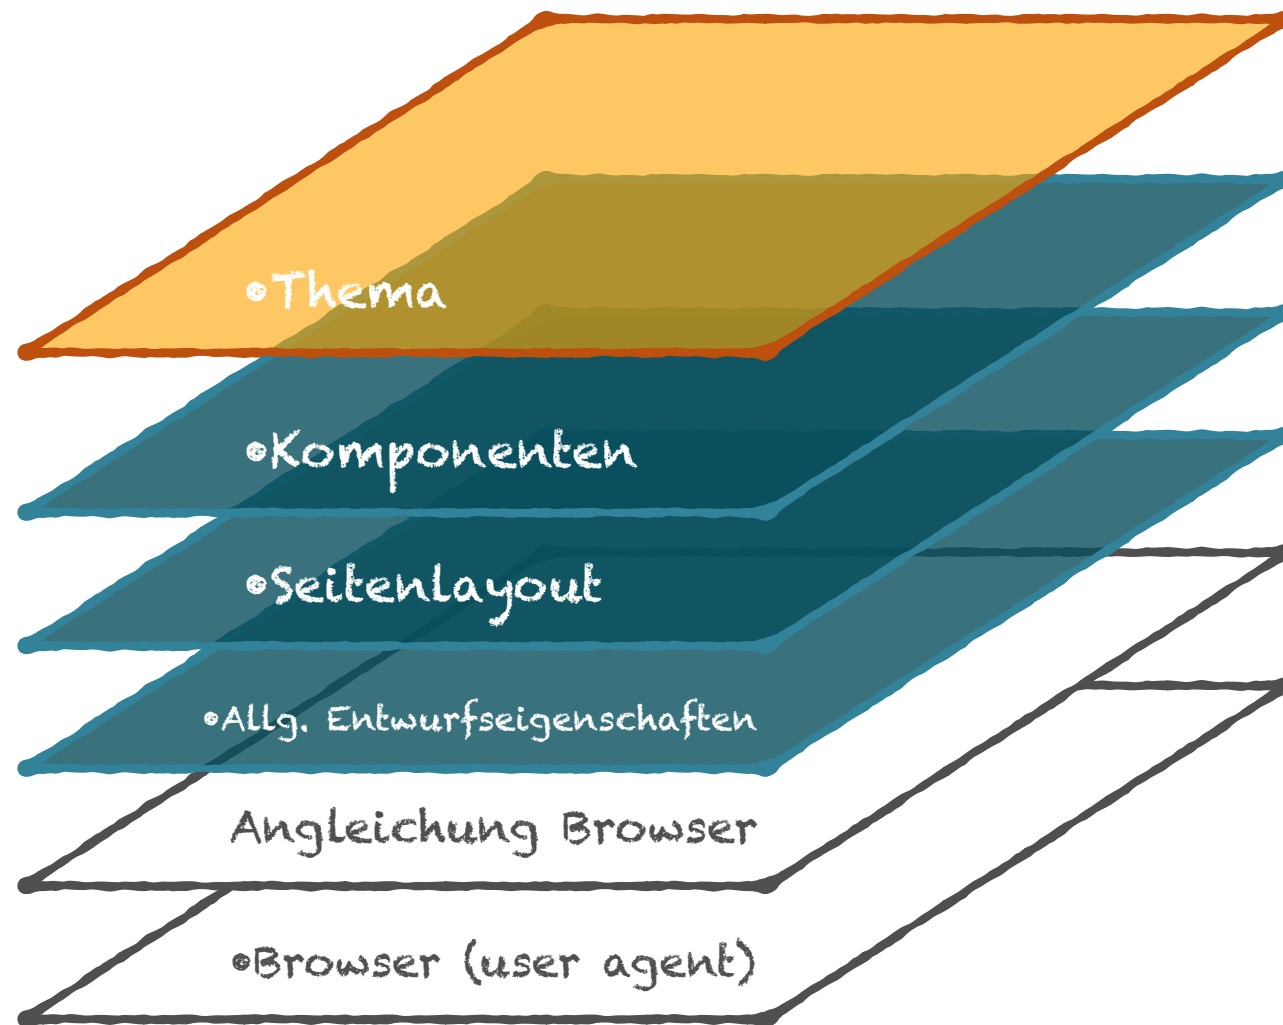 •Thema
•Komponenten
•Seitenlayout
•Allg. Entwurfseigenschaften
Angleichung Browser
•Browser (user agent)